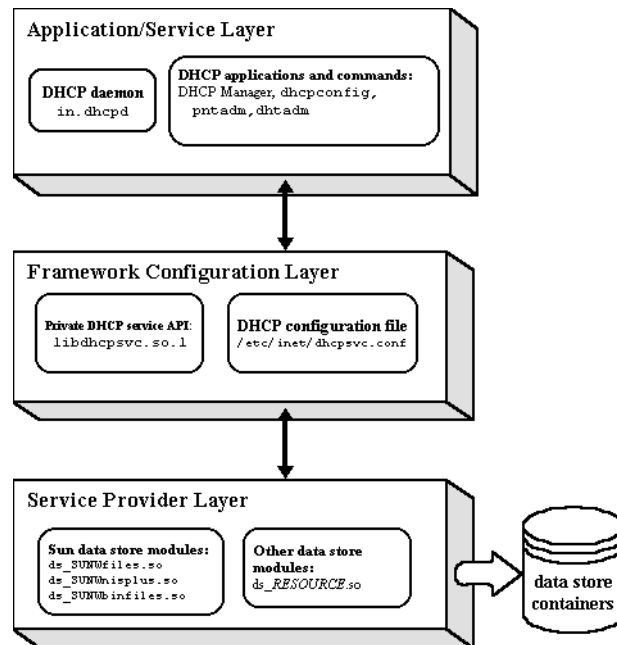 Application/Service Layer
DHCP daemon
in.dhcpd
DHCP applications and commands:
DHCP Manager, dhcpconfig,
pntadm,dhtadm
Framework Configuration Layer
Private DHCP service API:
libdhcpsvc.so.1
DHCP configuration file
/etc/inet/dhcpsvc.conf
Service Provider Layer
Sun data store modules:
ds_SUNWfiles.so
ds_SUNWnisplus.so
ds_SUNWbinfiles.so
Other data store
modules:
ds_RESOURCE.so
data store
containers